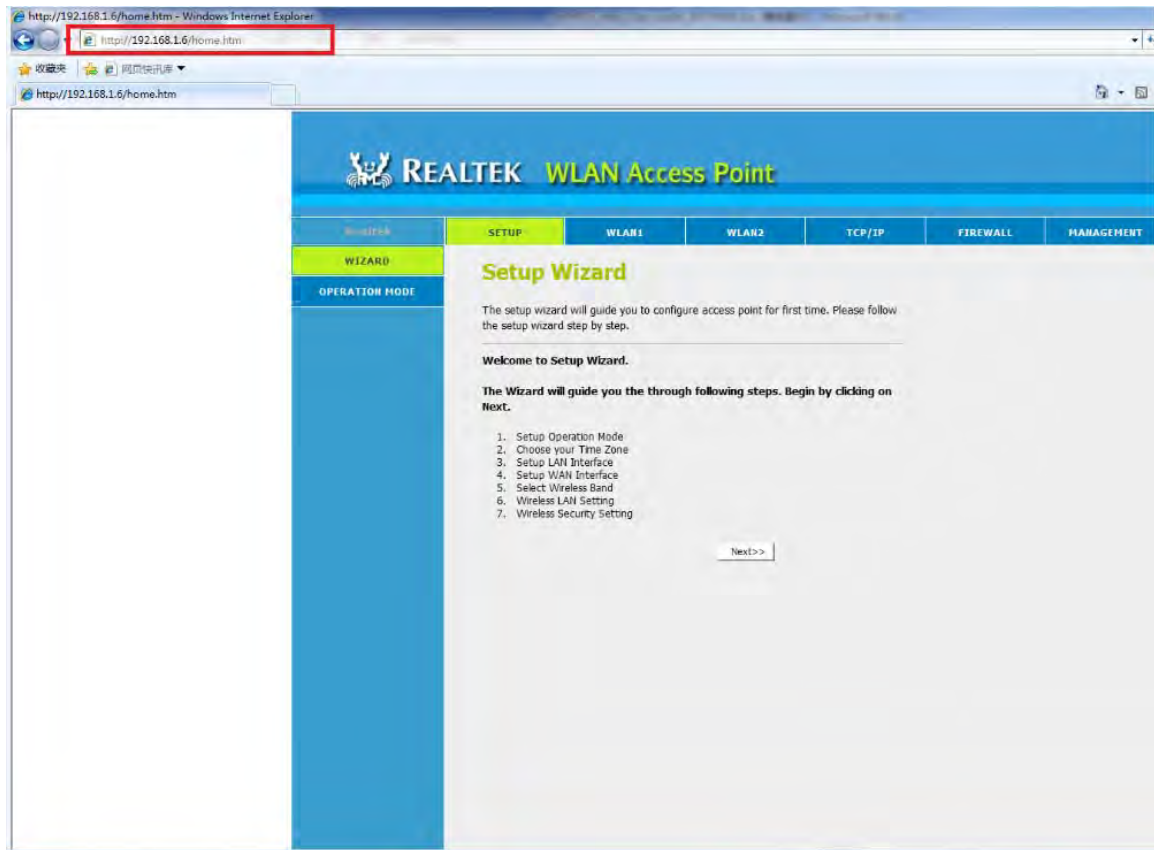 http://192.168.1.6/home.htm - Windows Internet Explorer
http://192.168.1.6/home.htm
收藏夹 网页快讯库
http://192.168.1.6/home.htm
REALTEK WLAN Access Point
Realtek SETUP WLAN1 WLAN2 TCP/IP FIREWALL MANAGEMENT
WIZARD
OPERATION MODE
Setup Wizard
The setup wizard will guide you to configure access point for first time. Please follow
the setup wizard step by step.
Welcome to Setup Wizard.
The Wizard will guide you the through following steps. Begin by clicking on
Next.
1. Setup Operation Mode
2. Choose your Time Zone
3. Setup LAN Interface
4. Setup WAN Interface
5. Select Wireless Band
6. Wireless LAN Setting
7. Wireless Security Setting
Next>>